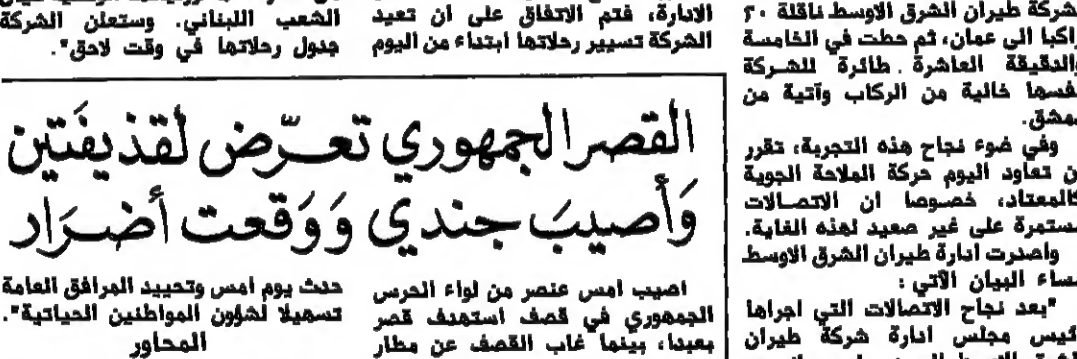 شركة طيران الشرق الاوسط ناقلة ٢٠
راكبا الى عمان، ثم حطت في الخامسة
والدقيقة العاشرة طائرة للشركة
نفسها خالية من الركاب وآتية من
دمشق.
وفي ضوء نجاح هذه التجربة، تقرر
ان تعاود اليوم حركة الملاحة الجوية
كالمعتاد، خصوصا ان الاتصالات
مستمرة على غير صعيد لهذه الغاية.
واصدرت ادارة طيران الشرق الاوسط
مساء البيان الآتي :
"بعد نجاح الاتصالات التي اجراها
رئيس مجلس ادارة شركة طيران
الادارة، فتم الاتفاق على ان تعيد
الشركة تسيير رحلاتها ابتداء من اليوم
الشعب اللبناني. وستعلن الشركة
جدول رحلاتها في وقت لاحق".
القصر الجمهوري تعرّض لقذيفتين
وَأصيبَ جندي وَوَقعت أضرَار
اصيب امس عنصر من لواء الحرس
الجمهوري في قصف استهدف قصر
بعبدا، بينما غاب القصف عن مطار
حدث يوم امس وتحييد المرافق العامة
تسهيلا لشؤون المواطنين الحياتية".
المحاور